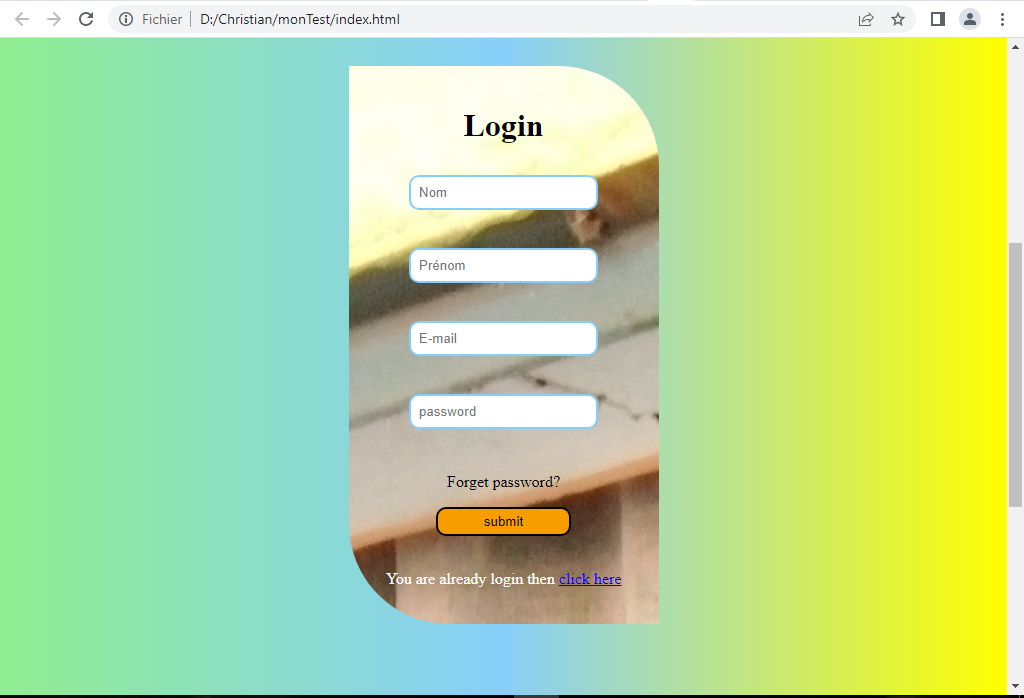 Fichier D:/Christian/monTest/index.html
Login
Nom
Prénom
E-mail
password
Forget password?
submit
You are already login then click here